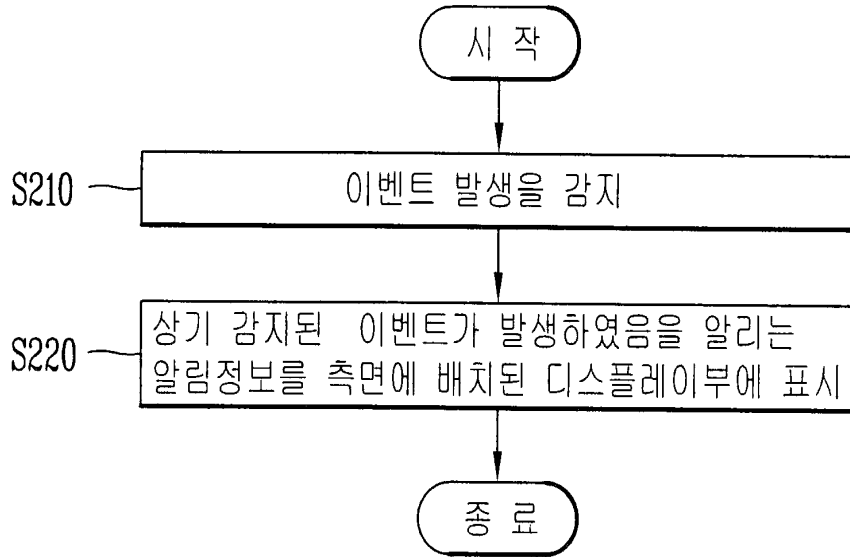 시 작
S210
이벤트 발생을 감지
S220
상기 감지된 이벤트가 발생하였음을 알리는
알림정보를 측면에 배치된 디스플레이부에 표시
종 료